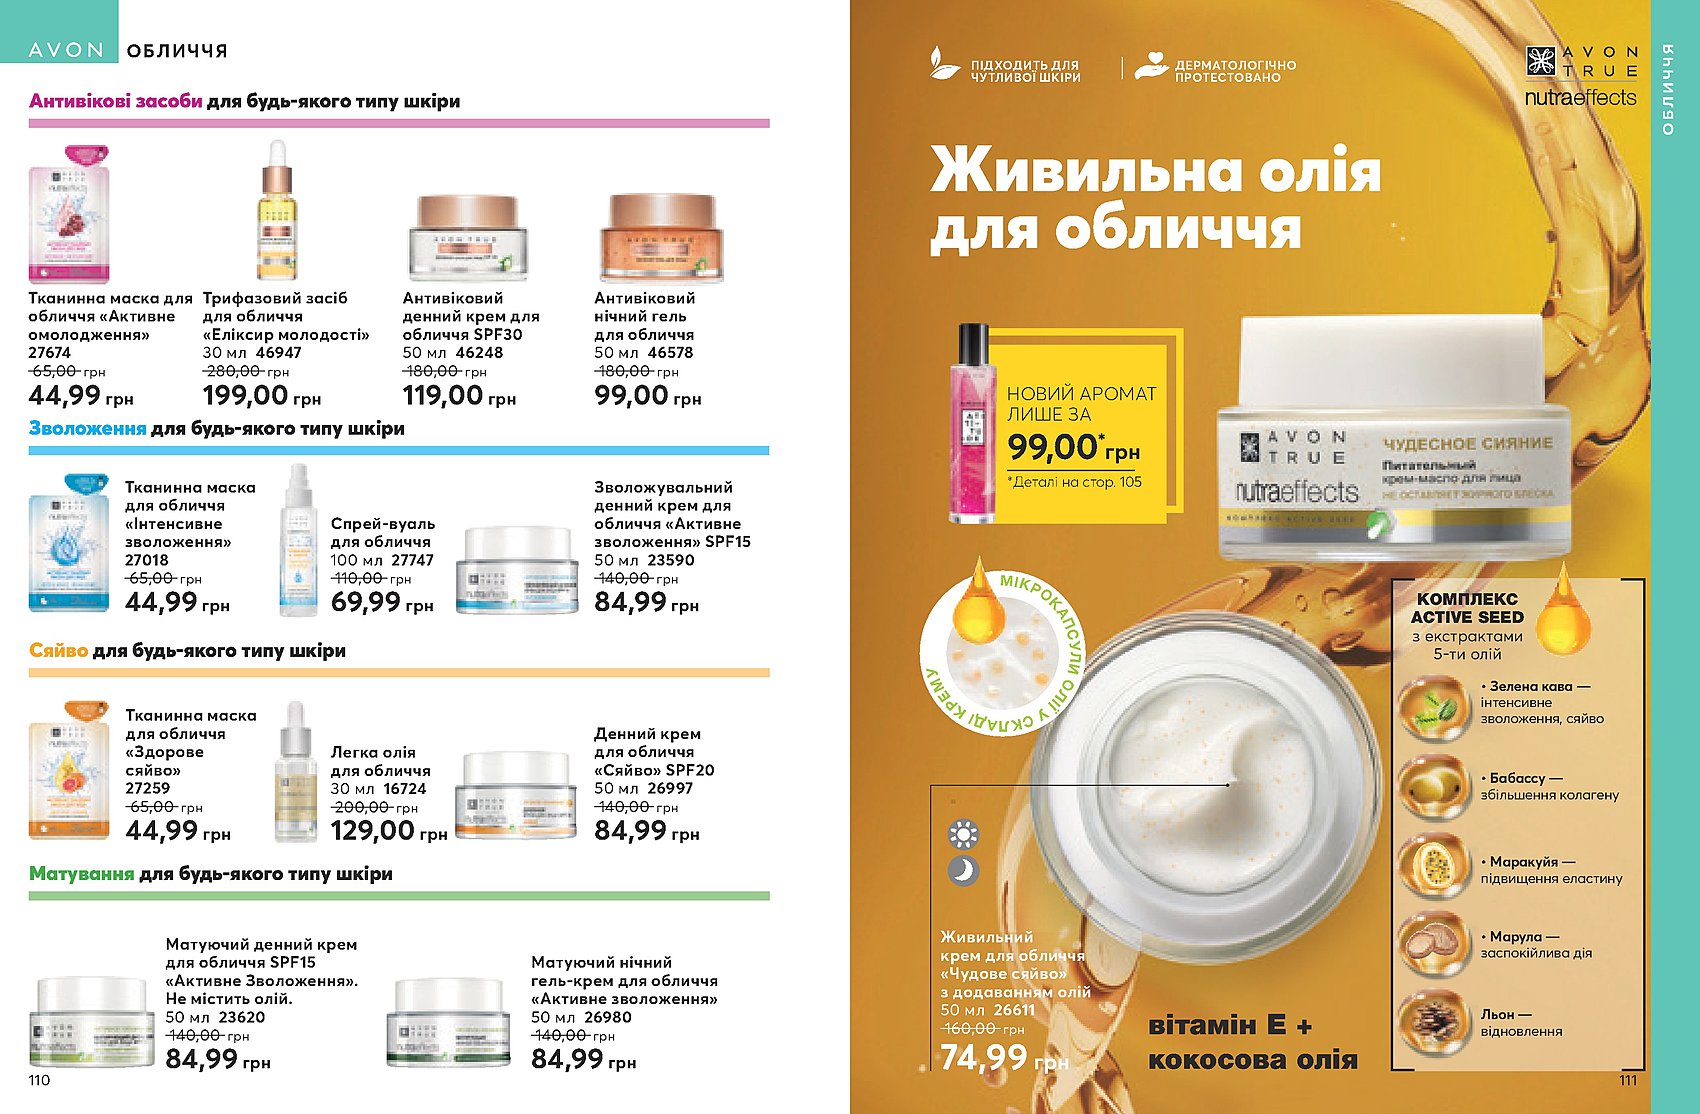 AVON ОБЛИЧЧЯ
Антивікові засоби для будь-якого типу шкіри
Тканинна маска для
обличчя «Активне
омолодження»
27674
65,00 грн
44,99 грн
Трифазовий засіб
для обличчя
«Еліксир молодості»
30 мл 46947
280,00 грн
199,00 грн
Антивіковий
денний крем для
обличчя SPF30
50 мл 46248
180,00 грн
119,00 грн
Антивіковий
нічний гель
для обличчя
50 мл 46578
180,00 грн
99,00 грн
Зволоження для будь-якого типу шкіри
Тканинна маска
для обличчя
«Інтенсивне
зволоження»
27018
65,00 грн
44,99 грн
Спрей-вуаль
для обличчя
100 мл 27747
110,00 грн
69,99 грн
Зволожувальний
денний крем для
обличчя «Активне
зволоження» SPF15
50 мл 23590
140,00 грн
84,99 грн
Сяйво для будь-якого типу шкіри
Тканинна маска
для обличчя
«Здорове
сяйво»
27259
65,00 грн
44,99 грн
Легка олія
для обличчя
30 мл 16724
200,00 грн
129,00 грн
Денний крем
для обличчя
«Сяйво» SPF20
50 мл 26997
140,00 грн
84,99 грн
Матування для будь-якого типу шкіри
Матуючий денний крем
для обличчя SPF15
«Активне Зволоження».
Не містить олій.
50 мл 23620
140,00 грн
84,99 грн
Матуючий нічний
гель-крем для обличчя
«Активне зволоження»
50 мл 26980
140,00 грн
84,99 грн
110
ПІДХОДИТЬ ДЛЯ
ЧУТЛИВОЇ ШКІРИ
ДЕРМАТОЛОГІЧНО
ПРОТЕСТОВАНО
AVON
TRUE
nutraeffects
ОБЛИЧЧЯ
Живильна олія
для обличчя
НОВИЙ АРОМАТ
ЛИШЕ ЗА
99,00* грн
*Деталі на стор. 105
AVON
TRUE
nutraeffects
ЧУДЕСНОЕ СИЯНИЕ
Питательный
крем-масло для лица
НЕ ОСТАВЛЯЕТ ЖИРНОГО БЛЕСКА
КОМПЛЕКС ACTIVE SEED
МІКРОКАПСУЛИ ОЛІЇ У СКЛАДІ КРЕМУ
КОМПЛЕКС
ACTIVE SEED
з екстрактами
5-ти олій
• Зелена кава —
інтенсивне
зволоження, сяйво
• Бабассу —
збільшення колагену
• Маракуйя —
підвищення еластину
• Марула —
заспокійлива дія
Льон —
відновлення
Живильний
крем для обличчя
«Чудове сяйво»
з додаванням олій
50 мл 26611
160,00 грн
74,99 грн
вітамін Е +
кокосова олія
111